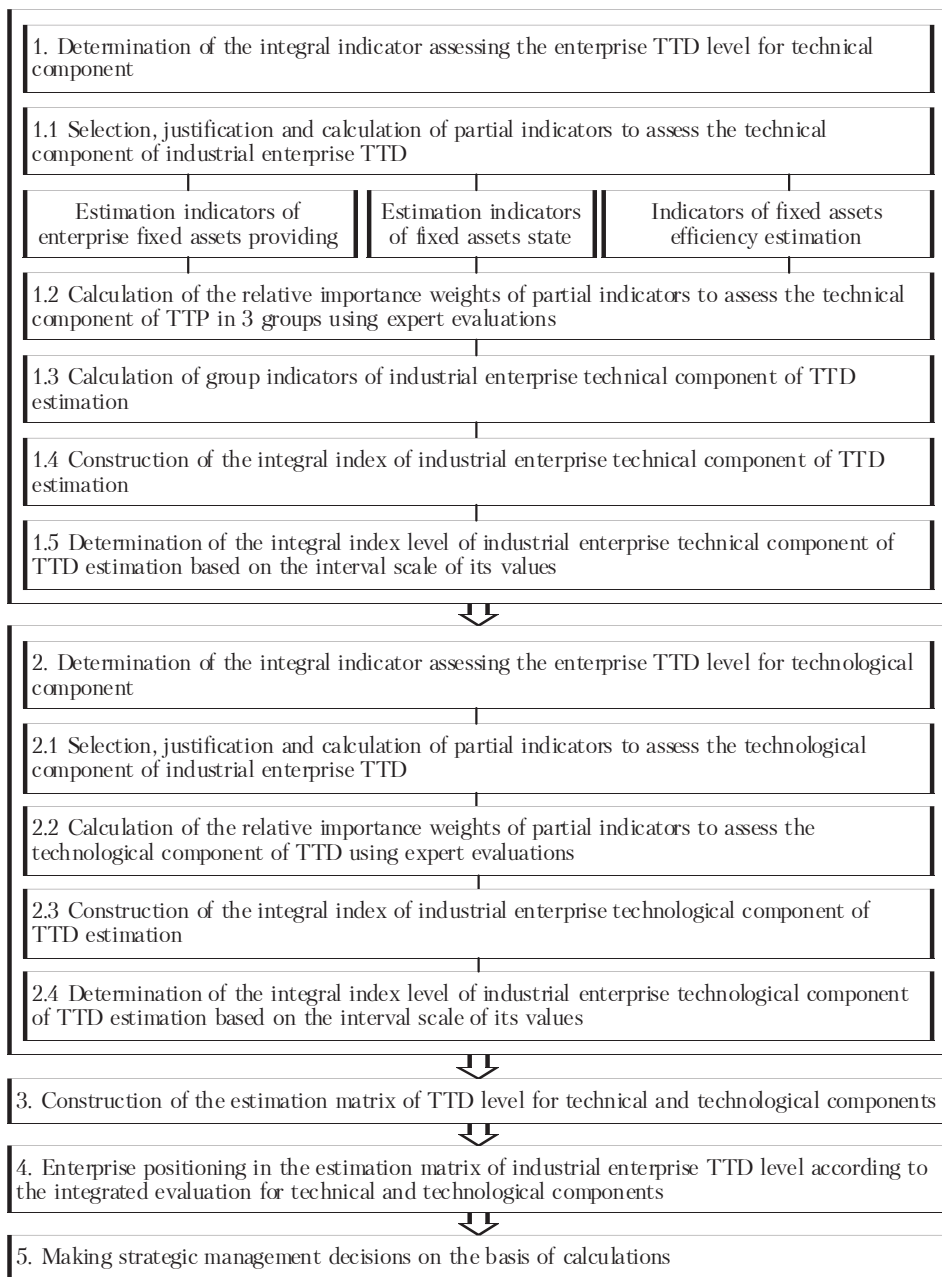 1. Determination of the integral indicator assessing the enterprise TTD level for technical
component
1.1 Selection, justification and calculation of partial indicators to assess the technical
component of industrial enterprise TTD
Estimation indicators of
enterprise fixed assets providing
Estimation indicators
of fixed assets state
Indicators of fixed assets
efficiency estimation
1.2 Calculation of the relative importance weights of partial indicators to assess the technical
component of TTP in 3 groups using expert evaluations
1.3 Calculation of group indicators of industrial enterprise technical component of TTD
estimation
1.4 Construction of the integral index of industrial enterprise technical component of TTD
estimation
1.5 Determination of the integral index level of industrial enterprise technical component of
TTD estimation based on the interval scale of its values
2. Determination of the integral indicator assessing the enterprise TTD level for technological
component
2.1 Selection, justification and calculation of partial indicators to assess the technological
component of industrial enterprise TTD
2.2 Calculation of the relative importance weights of partial indicators to assess the
technological component of TTD using expert evaluations
2.3 Construction of the integral index of industrial enterprise technological component of
TTD estimation
2.4 Determination of the integral index level of industrial enterprise technological component
of TTD estimation based on the interval scale of its values
3. Construction of the estimation matrix of TTD level for technical and technological components
4. Enterprise positioning in the estimation matrix of industrial enterprise TTD level according to
the integrated evaluation for technical and technological components
5. Making strategic management decisions on the basis of calculations